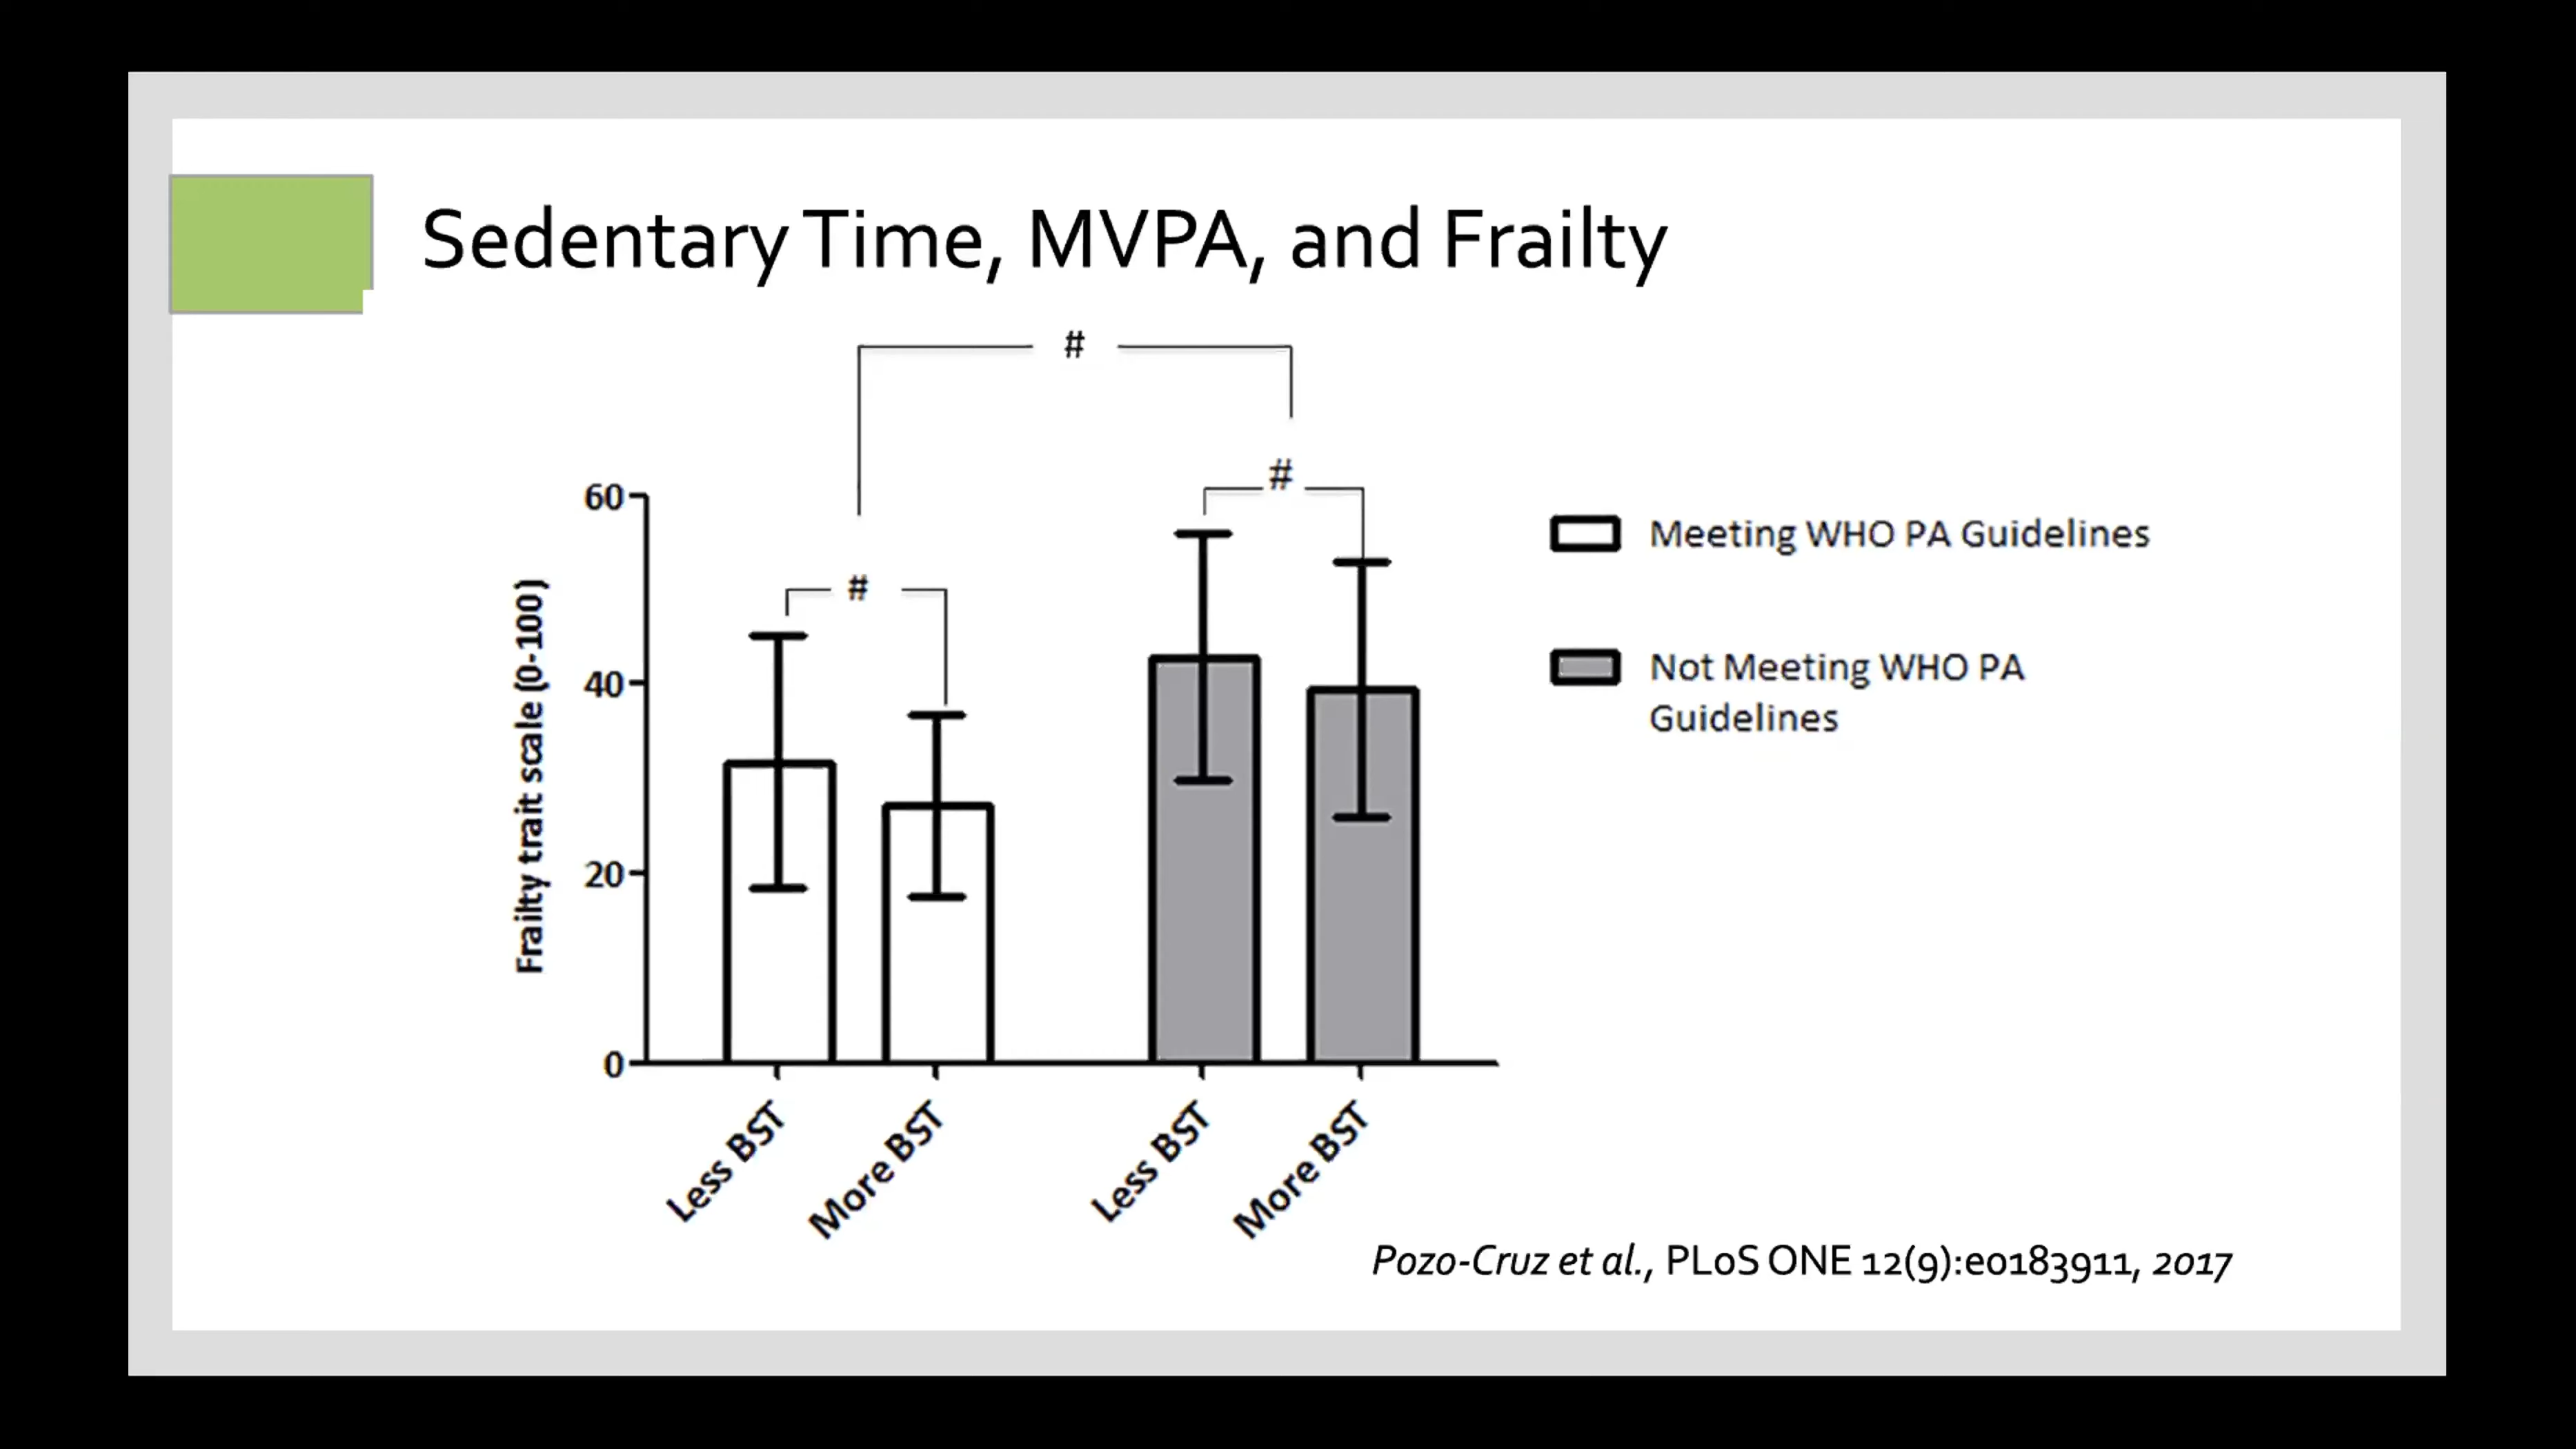 Sedentary Time, MVPA, and Frailty
#
#
#
60
40
20
0
Frailty trait scale (0-100)
Less BST
More BST
Less BST
More BST
Meeting WHO PA Guidelines
Not Meeting WHO PA
Guidelines
Pozo-Cruz et al., PLoS ONE 12(9):e0183911, 2017